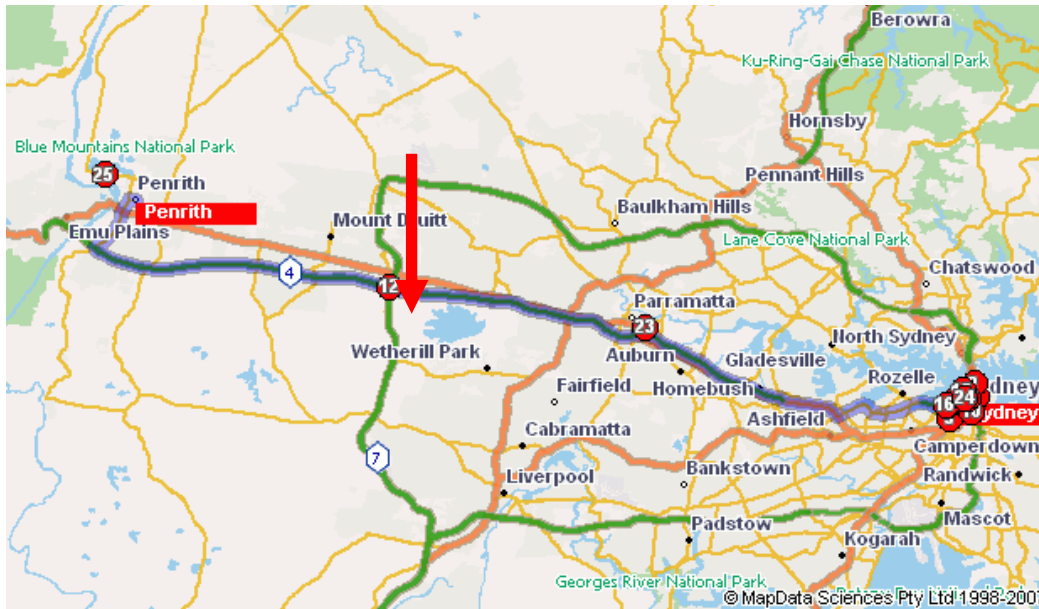 Berowra
Ku-Ring-Gai Chase National Park
Hornsby
Blue Mountains National Park
25
Penrith
Pennant Hills
Penrith
Mount Druitt
Baulkham Hills
Emu Plains
Lane Cove National Park
4
12
Chatswood
Parramatta
23
North Sydney
Wetherill Park
Auburn
Gladesville
Fairfield
Homebush
Rozelle
16
24
Sydney
Ashfield
Cabramatta
Camperdown
7
Liverpool
Bankstown
Randwick
Padstow
Mascot
Kogarah
Georges River National Park
© MapData Sciences Pty Ltd 1998-2007